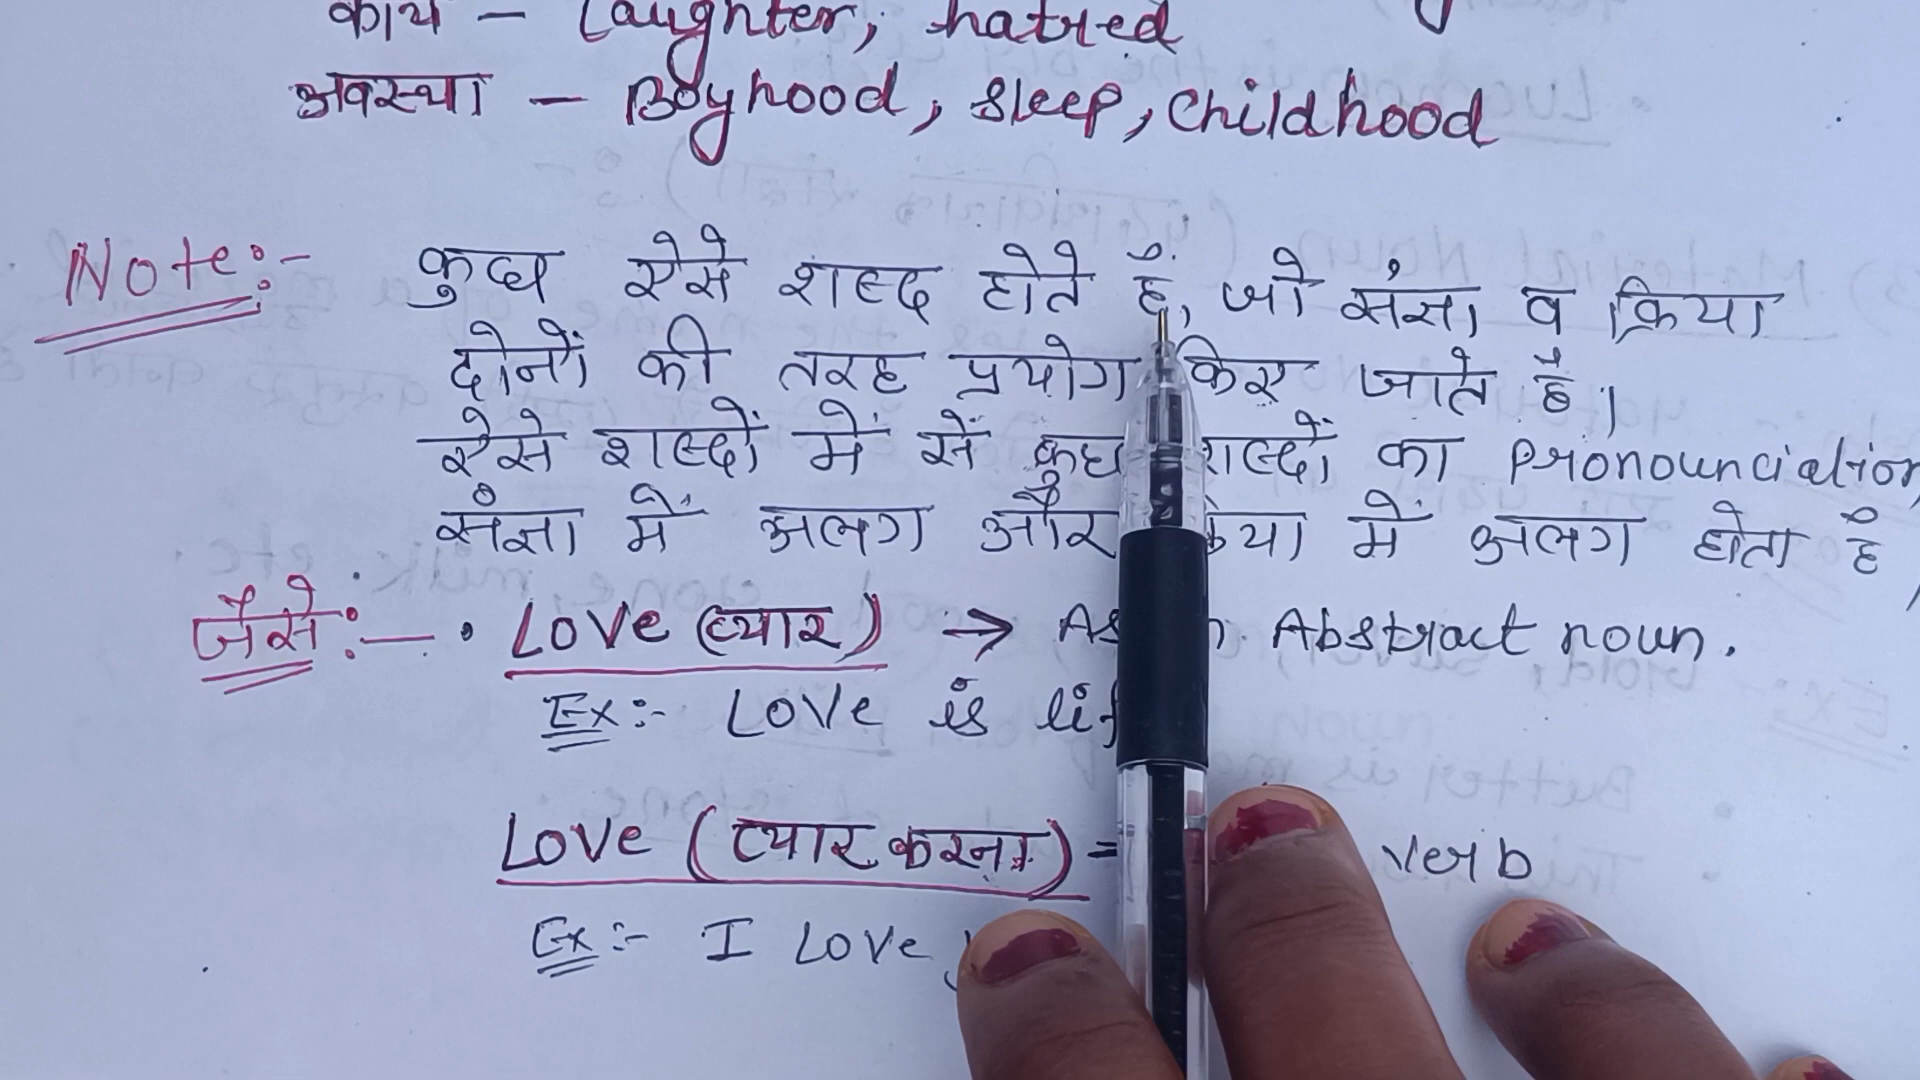 कार्य - Laughter, hatred
अवस्था - Boyhood, Sleep, Childhood
Note:- कुछ ऐसे शब्द होते हैं, जो संज्ञा व क्रिया
दोनों की तरह प्रयोग किए जाते है।
ऐसे शब्दों में सें कुछ शब्दों का Pronounciation
संज्ञा में अलग और में अलग होता है
जैसे:- • Love (प्यार) → Abstract noun.
Ex:- Love is
Love (प्यार करना) = verb
Ex:- I Love